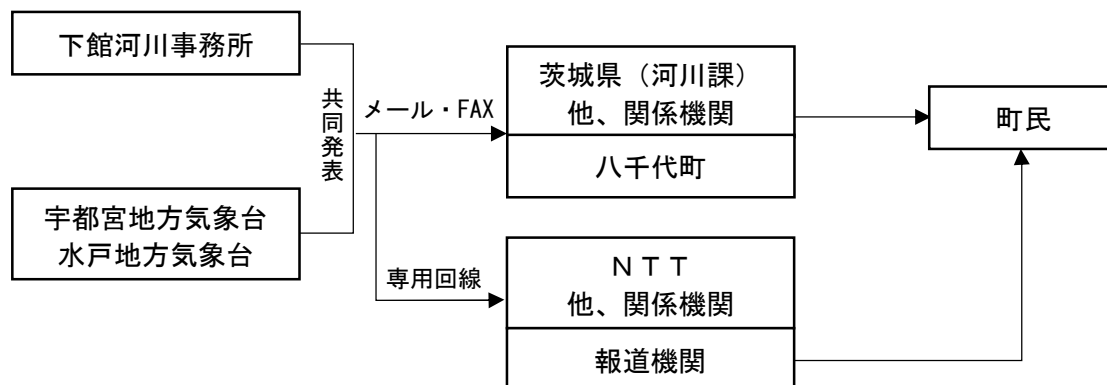 下館河川事務所
宇都宮地方気象台
水戸地方気象台
共同発表
メール・FAX
専用回線
茨城県（河川課）
他、関係機関
八千代町
ＮＴＴ
他、関係機関
報道機関
町民